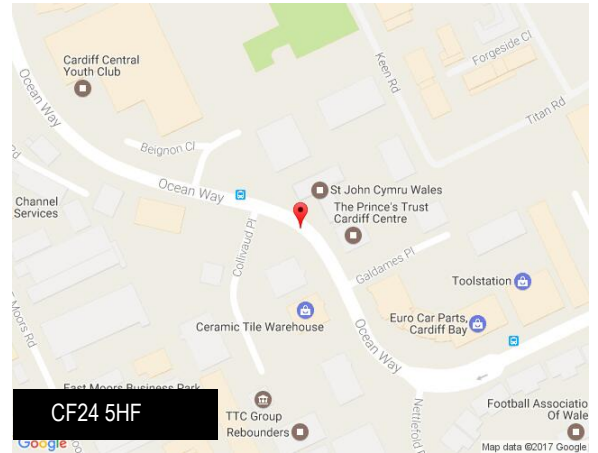 Cardiff Central
Youth Club
Ocean Way
Keen Rd
Forgeside Cl
Titan Rd
Beignon Cl
Ocean Way
St John Cymru Wales
The Prince's Trust
Cardiff Centre
Channel
Services
Collivaud Pl
Galdames Pl
Toolstation
Moors Rd
Ceramic Tile Warehouse
Euro Car Parts,
Cardiff Bay
Ocean Way
East Moors Business Park
CF24 5HF
TTC Group
Rebounders
Nettlefold
Football Associatio
Of Wale
Google
Map data ©2017 Google